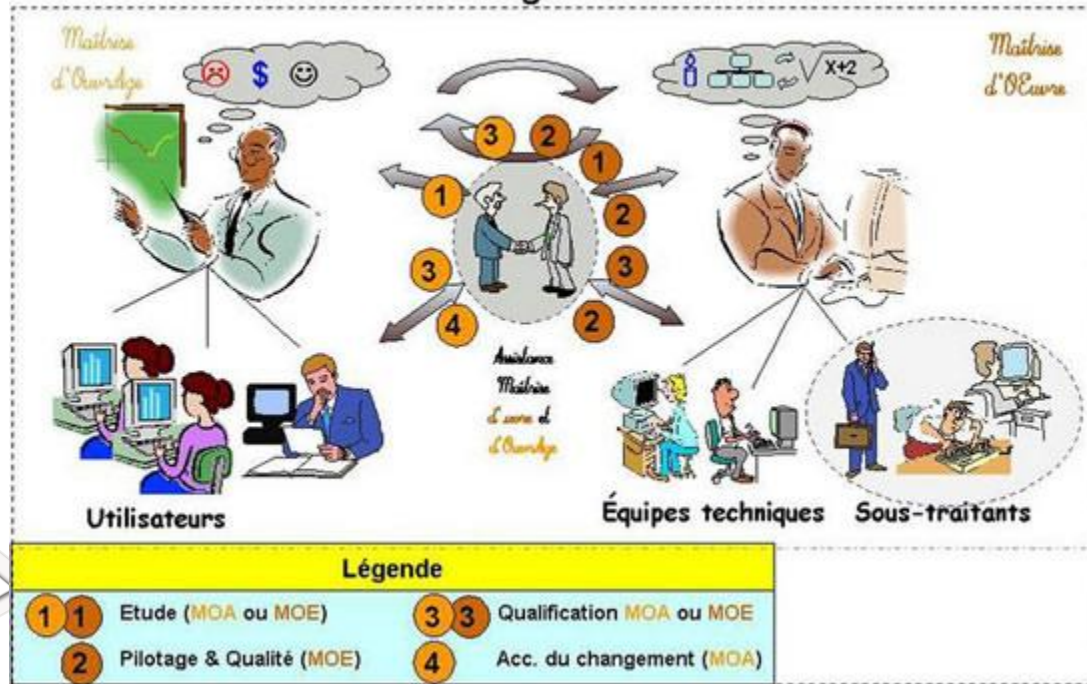 Maîtrise
d'OuvrAge
$
X+2
Maîtrise
d'OEuvre
3
2
1
1
2
3
3
4
2
Assistance
Maîtrise
et
d'OuvrAge
Utilisateurs
Équipes techniques
Sous-traitants
Légende
1 1 Etude (MOA ou MOE)
3 3 Qualification MOA ou MOE
2 Pilotage & Qualité (MOE)
4 Acc. du changement (MOA)